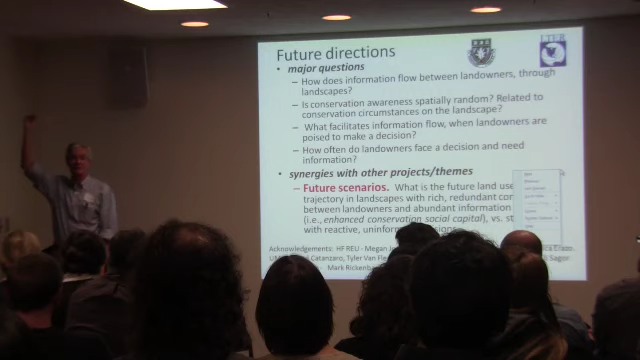 LTER
Future directions
• major questions
– How does information flow between landowners, through
landscapes?
– Is conservation awareness spatially random? Related to
conservation circumstances on the landscape?
– What facilitates information flow, when landowners are
poised to make a decision?
– How often do landowners face a decision and need
information?
• synergies with other projects/themes
– Future scenarios. What is the future land use
trajectory in landscapes with rich, redundant
between landowners and abundant information
(i.e., enhanced conservation social capital), vs.
with reactive,
Acknowledgements: HF REU - Megan
Catanzaro, Tyler Van
Mark